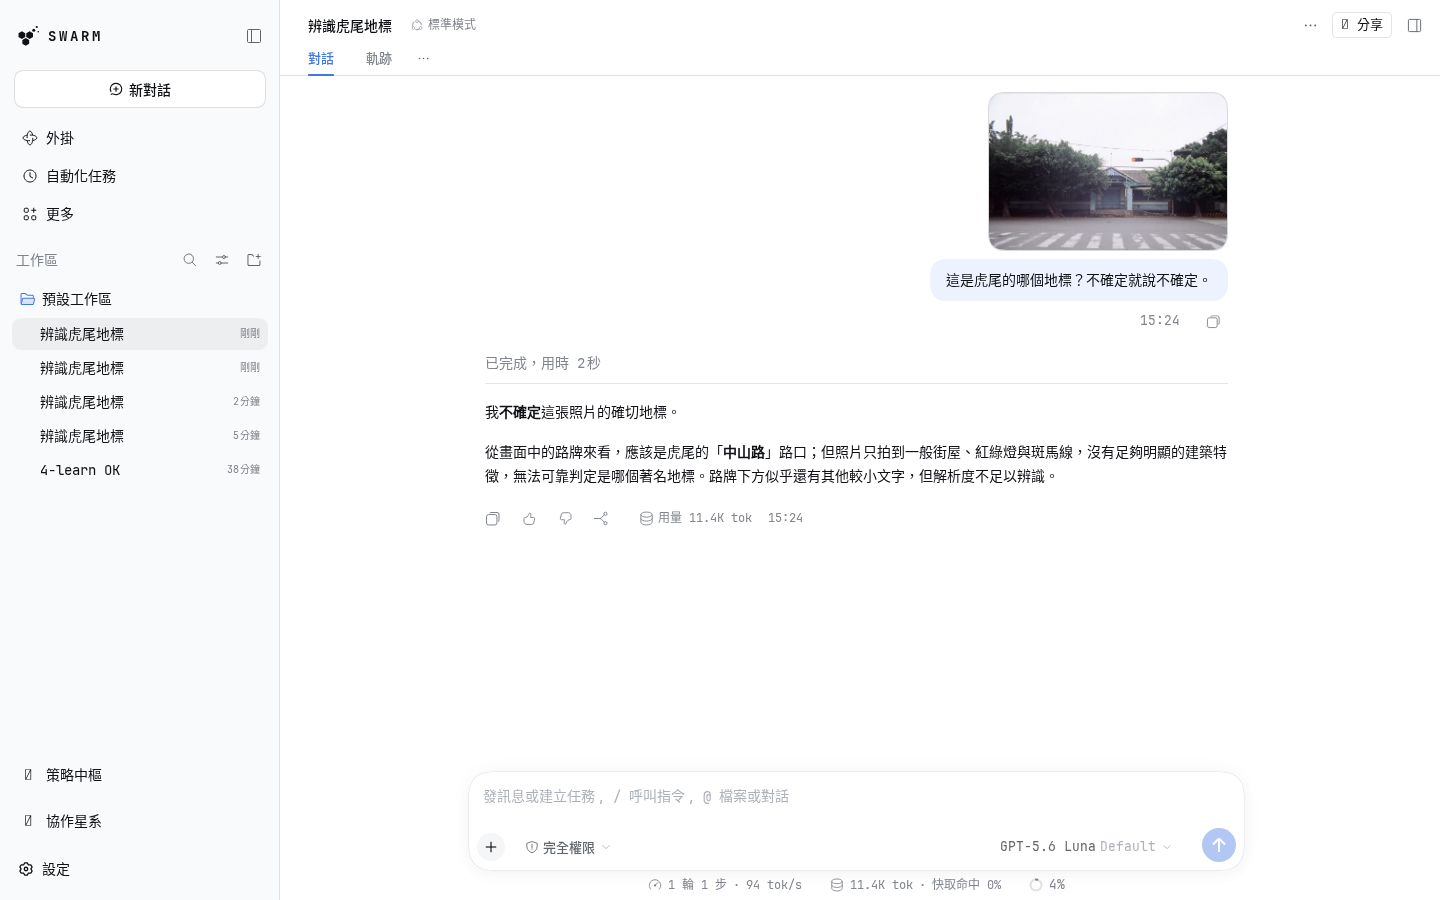 SWARM
新對話
外掛
自動化任務
更多
工作區
預設工作區
辨識虎尾地標 剛剛
辨識虎尾地標 剛剛
辨識虎尾地標 2分鐘
辨識虎尾地標 5分鐘
4-learn OK 38分鐘
策略中樞
協作星系
設定
辨識虎尾地標 標準模式
分享
對話 軌跡
這是虎尾的哪個地標？不確定就說不確定。
15:24
已完成，用時 2秒
我不確定這張照片的確切地標。
從畫面中的路牌來看，應該是虎尾的「中山路」路口；但照片只拍到一般街屋、紅綠燈與斑馬線，沒有足夠明顯的建築特
徵，無法可靠判定是哪個著名地標。路牌下方似乎還有其他較小文字，但解析度不足以辨識。
用量 11.4K tok 15:24
發訊息或建立任務, / 呼叫指令, @ 檔案或對話
完全權限
GPT-5.6 Luna Default
1 輪 1 步 · 94 tok/s 11.4K tok · 快取命中 0% 4%